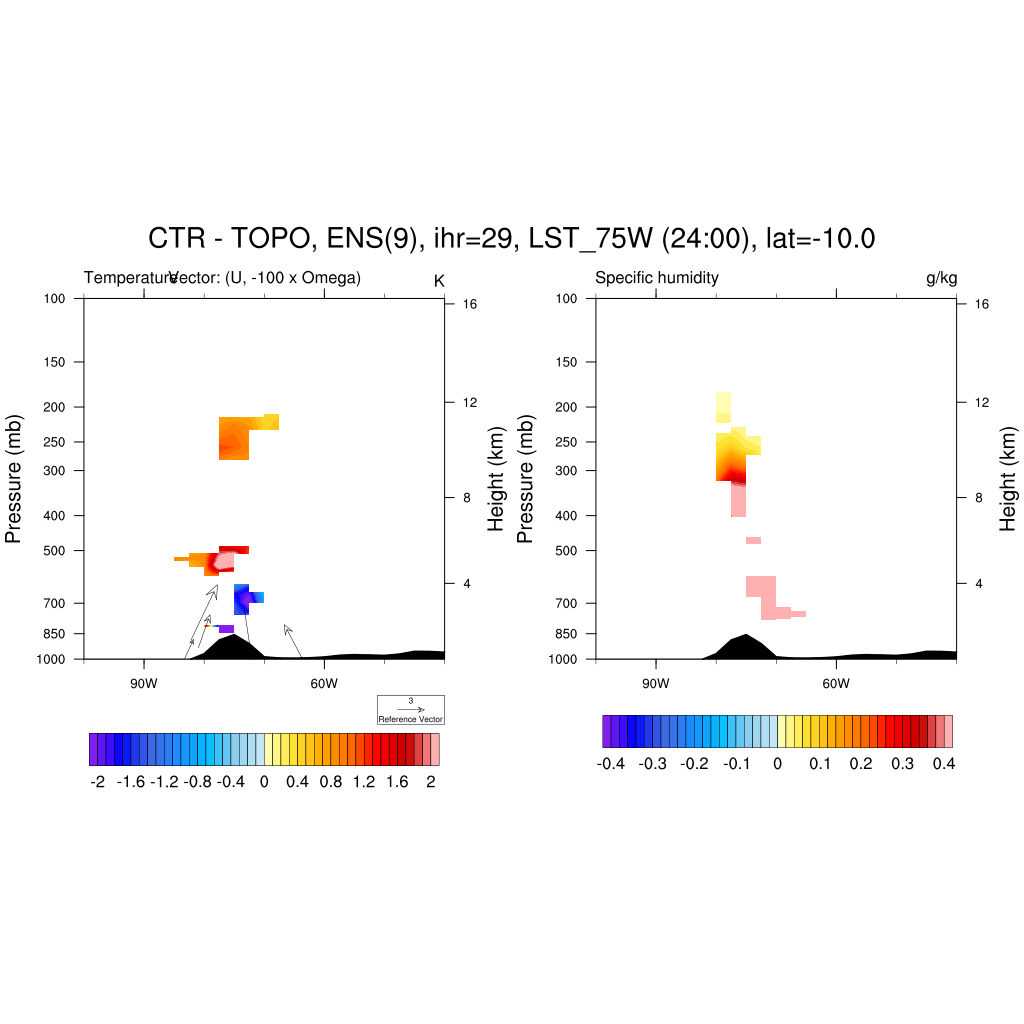 CTR - TOPO, ENS(9), ihr=29, LST_75W (24:00), lat=-10.0
Temperature Vector: (U, -100 x Omega) K
Specific humidity g/kg
Pressure (mb)
100
150
200
250
300
400
500
700
850
1000
16
12
8
4
Height (km)
90W 60W
3
Reference Vector
-2 -1.6 -1.2 -0.8 -0.4 0 0.4 0.8 1.2 1.6 2
Pressure (mb)
100
150
200
250
300
400
500
700
850
1000
16
12
8
4
Height (km)
90W 60W
-0.4 -0.3 -0.2 -0.1 0 0.1 0.2 0.3 0.4